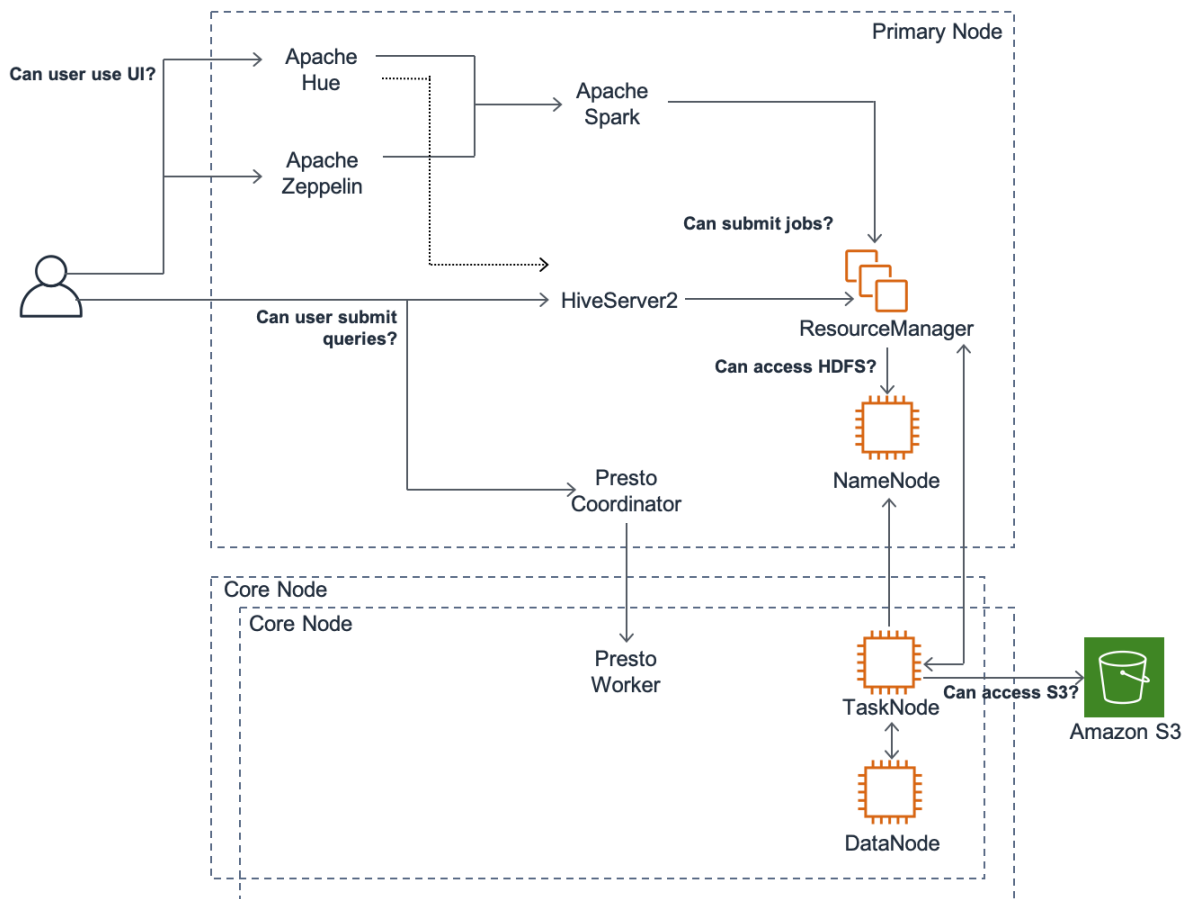 Primary Node
Can user use UI?
Apache
Hue
Apache
Spark
Apache
Zeppelin
Can submit jobs?
HiveServer2
Can user submit
queries?
ResourceManager
Can access HDFS?
NameNode
Presto
Coordinator
Core Node
Core Node
Presto
Worker
TaskNode
Can access S3?
Amazon S3
DataNode